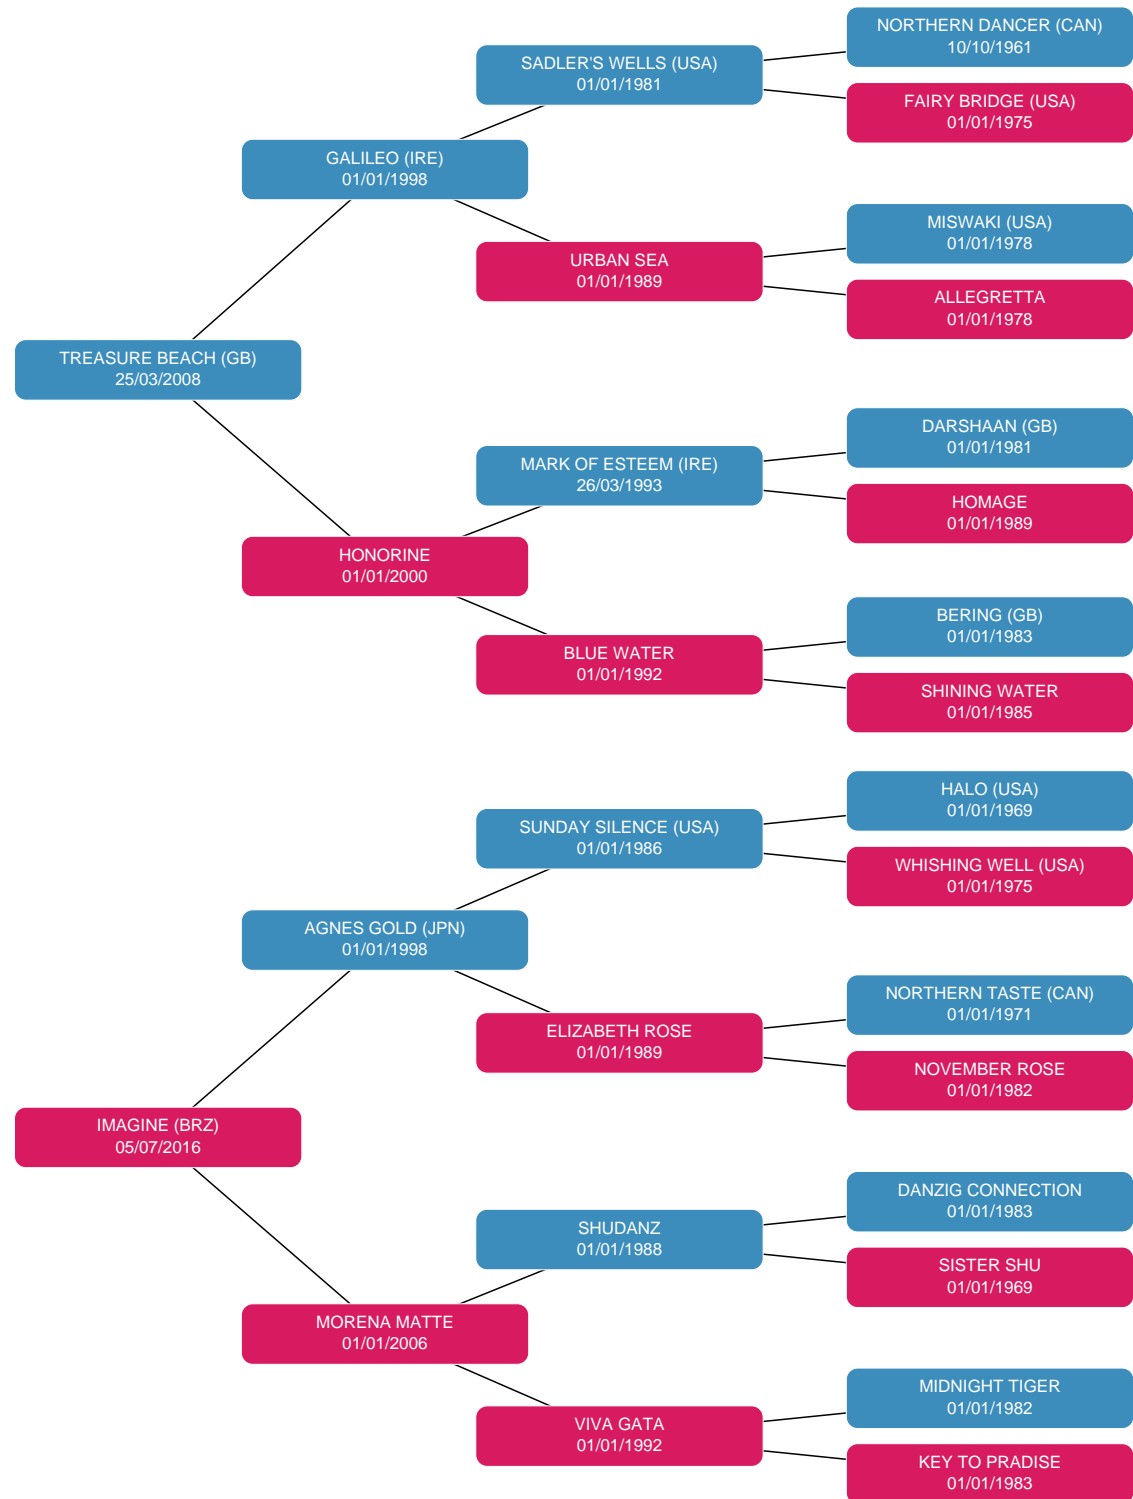 NORTHERN DANCER (CAN)
10/10/1961
SADLER'S WELLS (USA)
01/01/1981
FAIRY BRIDGE (USA)
01/01/1975
GALILEO (IRE)
01/01/1998
MISWAKI (USA)
01/01/1978
URBAN SEA
01/01/1989
ALLEGRETTA
01/01/1978
TREASURE BEACH (GB)
25/03/2008
DARSHAAN (GB)
01/01/1981
MARK OF ESTEEM (IRE)
26/03/1993
HOMAGE
01/01/1989
HONORINE
01/01/2000
BERING (GB)
01/01/1983
BLUE WATER
01/01/1992
SHINING WATER
01/01/1985
HALO (USA)
01/01/1969
SUNDAY SILENCE (USA)
01/01/1986
WHISHING WELL (USA)
01/01/1975
AGNES GOLD (JPN)
01/01/1998
NORTHERN TASTE (CAN)
01/01/1971
ELIZABETH ROSE
01/01/1989
NOVEMBER ROSE
01/01/1982
IMAGINE (BRZ)
05/07/2016
DANZIG CONNECTION
01/01/1983
SHUDANZ
01/01/1988
SISTER SHU
01/01/1969
MORENA MATTE
01/01/2006
MIDNIGHT TIGER
01/01/1982
VIVA GATA
01/01/1992
KEY TO PRADISE
01/01/1983